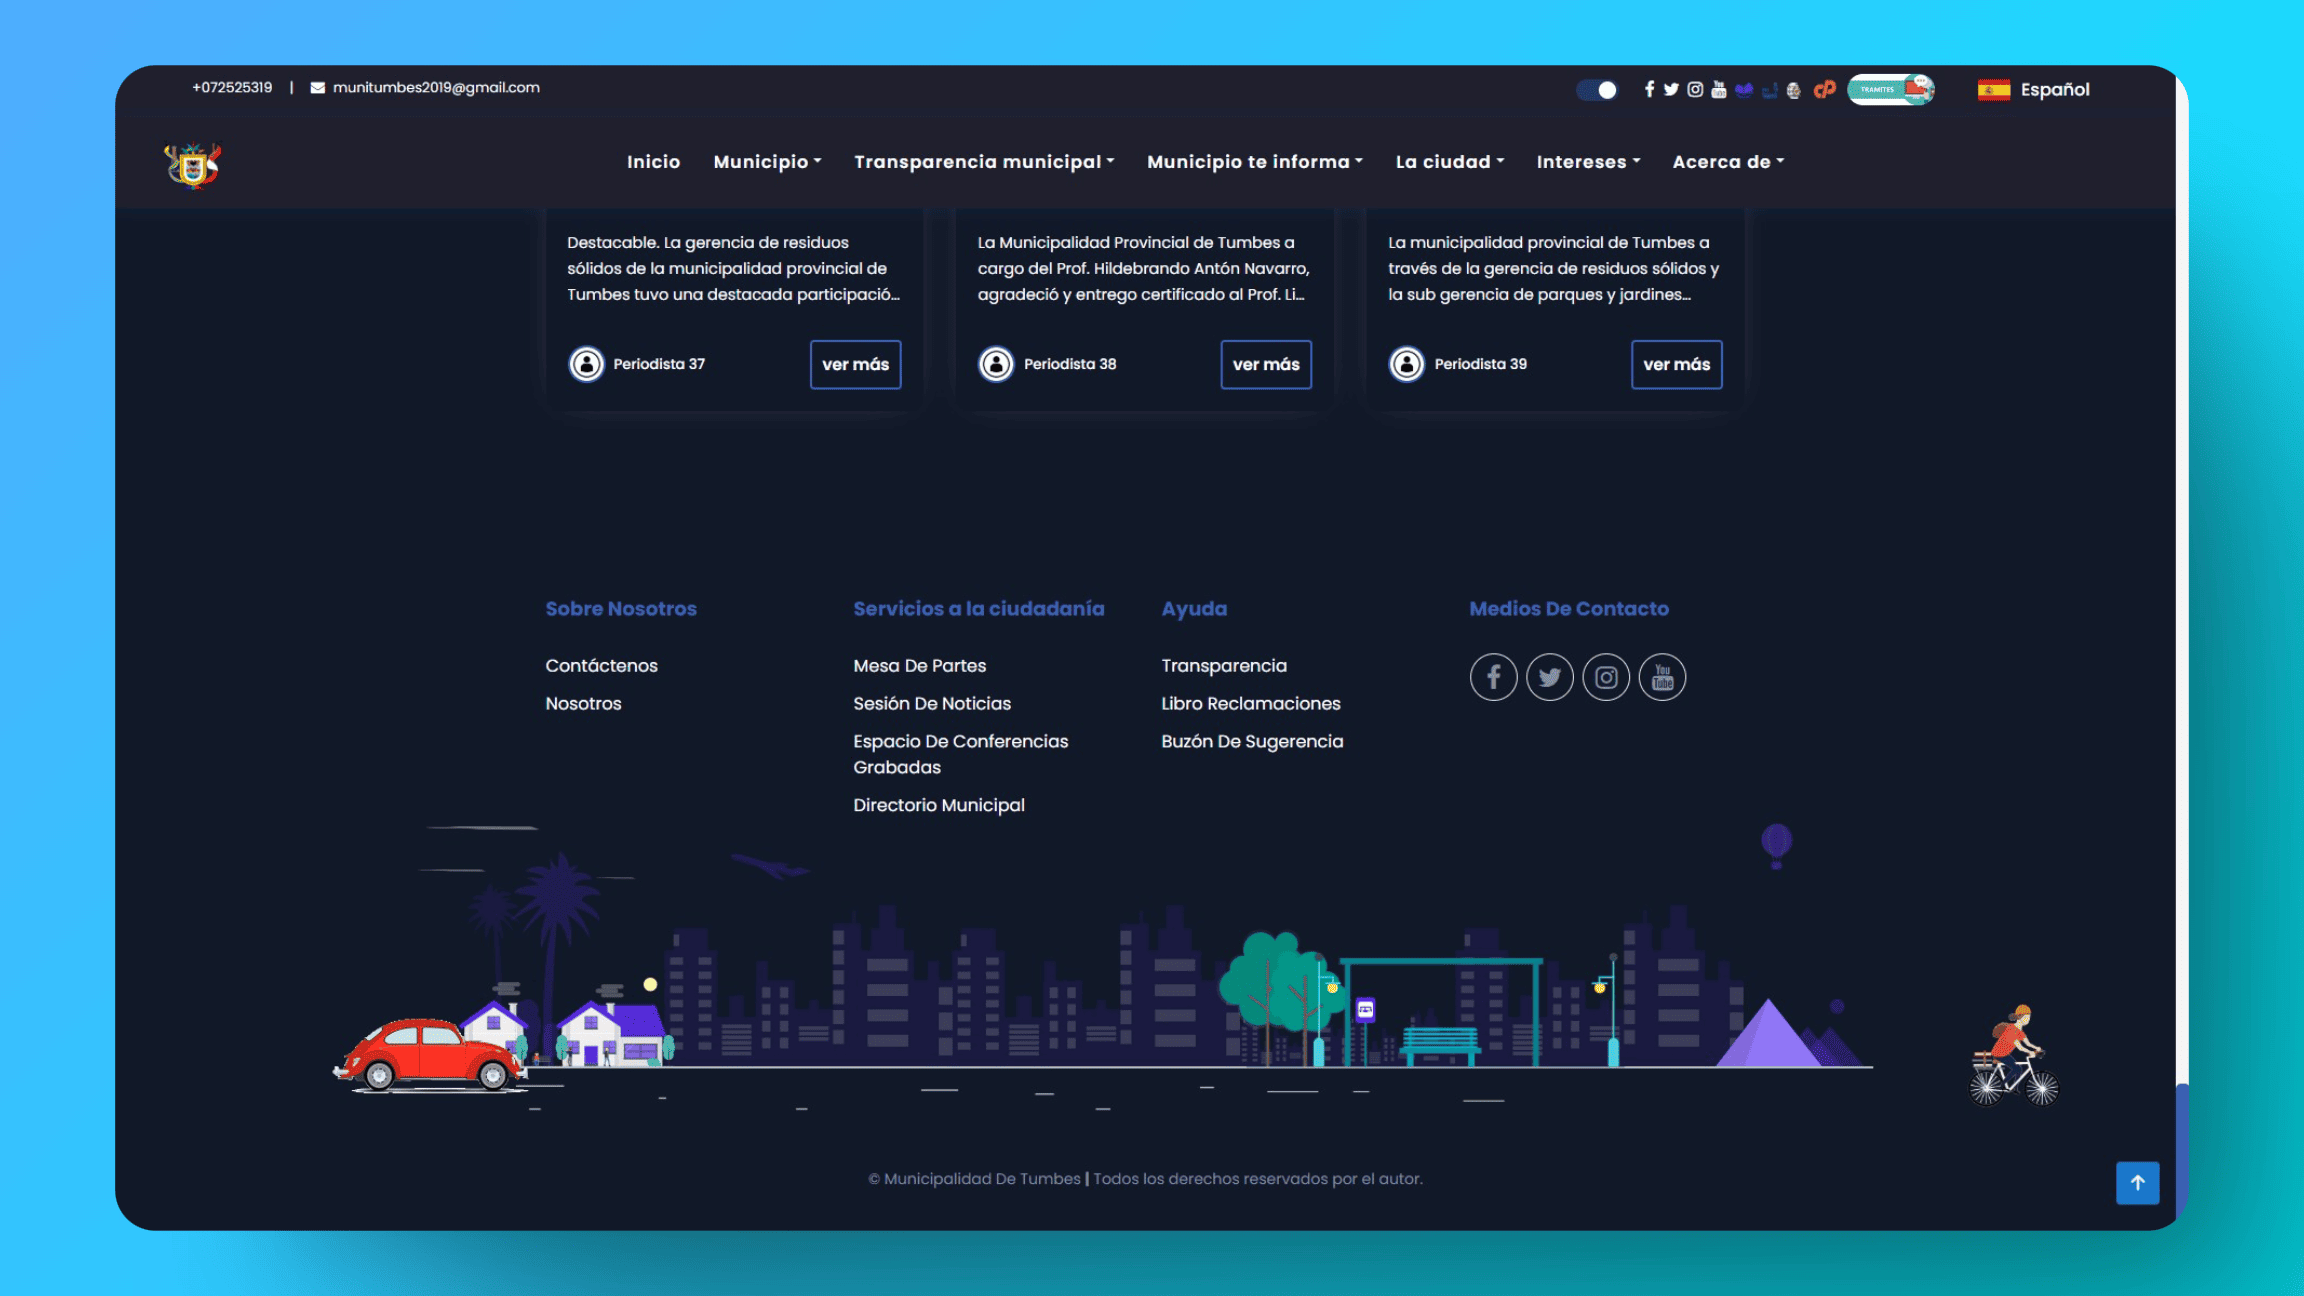 +072525319 | munitumbes2019@gmail.com
TRAMITES
Español
Inicio Municipio Transparencia municipal Municipio te informa La ciudad Intereses Acerca de
Destacable. La gerencia de residuos
sólidos de la municipalidad provincial de
Tumbes tuvo una destacada participació...
Periodista 37
ver más
La Municipalidad Provincial de Tumbes a
cargo del Prof. Hildebrando Antón Navarro,
agradeció y entrego certificado al Prof. Li...
Periodista 38
ver más
La municipalidad provincial de Tumbes a
través de la gerencia de residuos sólidos y
la sub gerencia de parques y jardines...
Periodista 39
ver más
Sobre Nosotros
Contáctenos
Nosotros
Servicios a la ciudadanía
Mesa De Partes
Sesión De Noticias
Espacio De Conferencias
Grabadas
Directorio Municipal
Ayuda
Transparencia
Libro Reclamaciones
Buzón De Sugerencia
Medios De Contacto
You
Tube
© Municipalidad De Tumbes | Todos los derechos reservados por el autor.